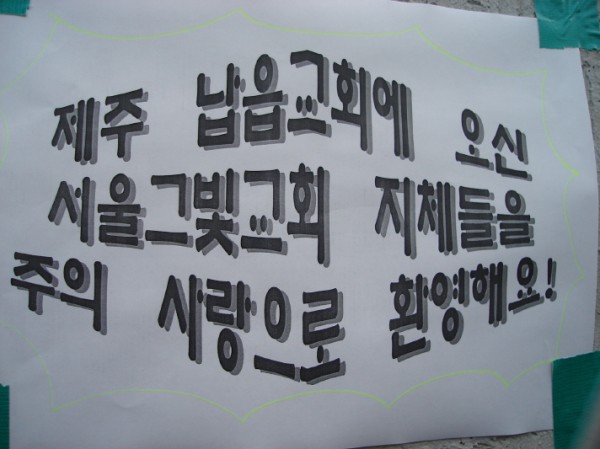 제주 납읍교회에 오신
서울그빛교회 지체들을
주의 사랑으로 환영해요!